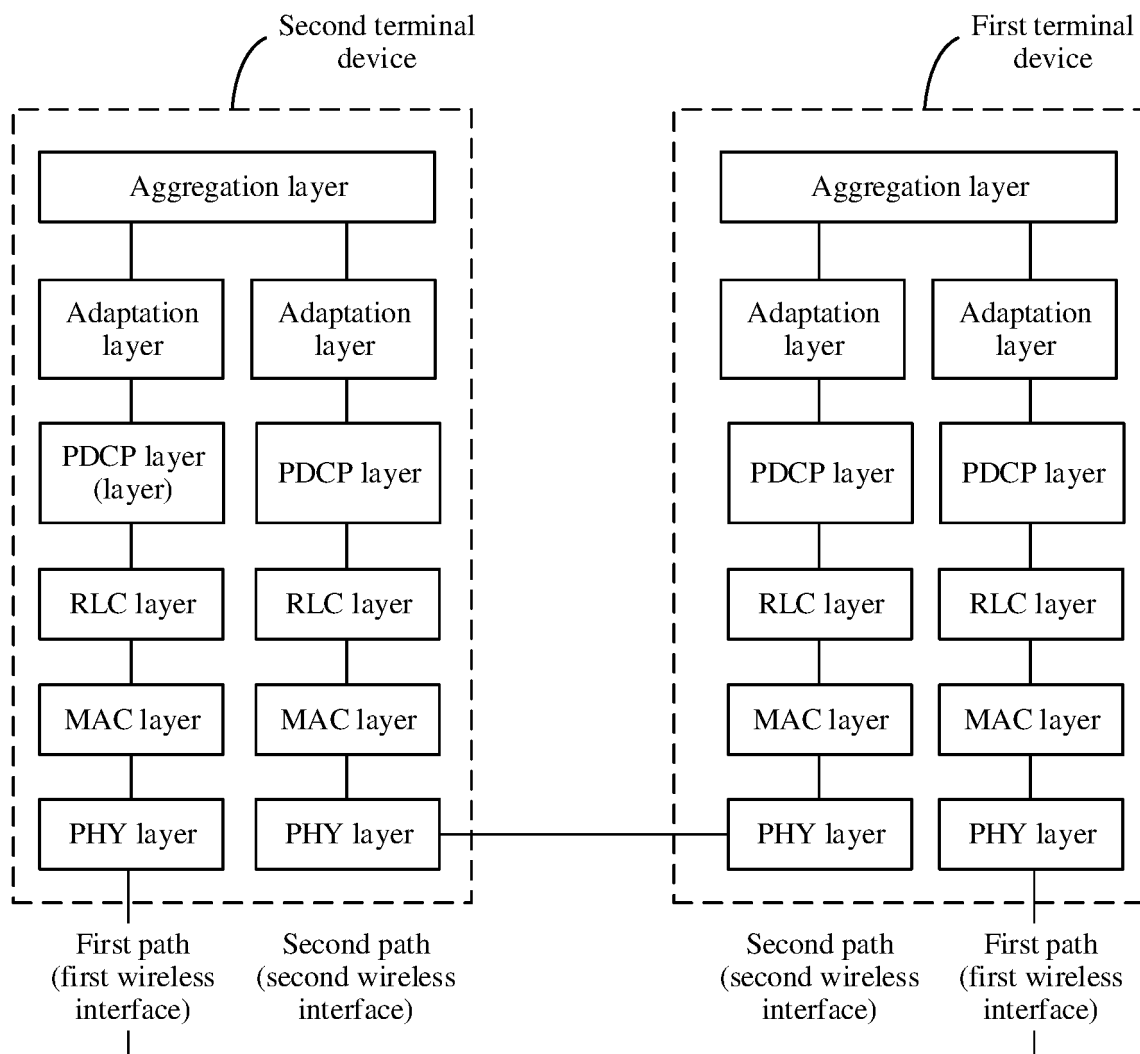 Second terminal
device
First terminal
device
Aggregation layer
Aggregation layer
Adaptation
layer
Adaptation
layer
Adaptation
layer
Adaptation
layer
PDCP layer
(layer)
PDCP layer
PDCP layer
PDCP layer
RLC layer
RLC layer
RLC layer
RLC layer
MAC layer
MAC layer
MAC layer
MAC layer
PHY layer
PHY layer
PHY layer
PHY layer
First path
(first wireless
interface)
Second path
(second wireless
interface)
Second path
(second wireless
interface)
First path
(first wireless
interface)